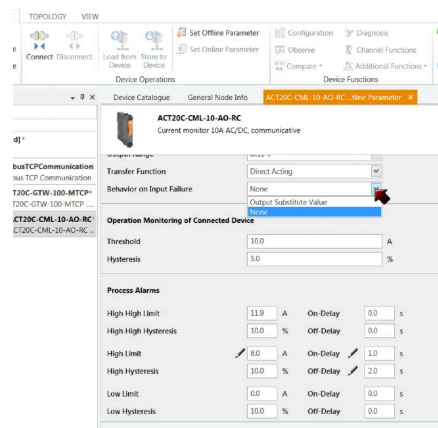 TOPOLOGY VIEW
Set Offline Parameter Configuration Diagnosis
Connect Disconnect Load from Device Store to Device Set Online Parameter Observe Channel Functions
Compare Additional Functions
Device Operations Device Functions
Device Catalogue General Node Info ACT20C-CML-10-AO-RC ...fline Parameter X
ACT20C-CML-10-AO-RC
Current monitor 10A AC/DC, communicative
d] *
busTCPCommunication
bus TCP Communication
T20C-GTW-100-MTCP*
T20C-GTW-100-MTCP ...
CT20C-CML-10-AO-RC*
CT20C-CML-10-AO-RC ...
Output Range
Transfer Function Direct Acting
Behavior on Input Failure None
Output Substitute Value
None
Operation Monitoring of Connected Device
Threshold 10.0 A
Hysteresis 5.0 %
Process Alarms
High High Limit 11.9 A On-Delay 0.0 s
High High Hysteresis 10.0 % Off-Delay 0.0 s
High Limit 8.0 A On-Delay 1.0 s
High Hysteresis 10.0 % Off-Delay 2.0 s
Low Limit 0.0 A On-Delay 0.0 s
Low Hysteresis 10.0 % Off-Delay 0.0 s